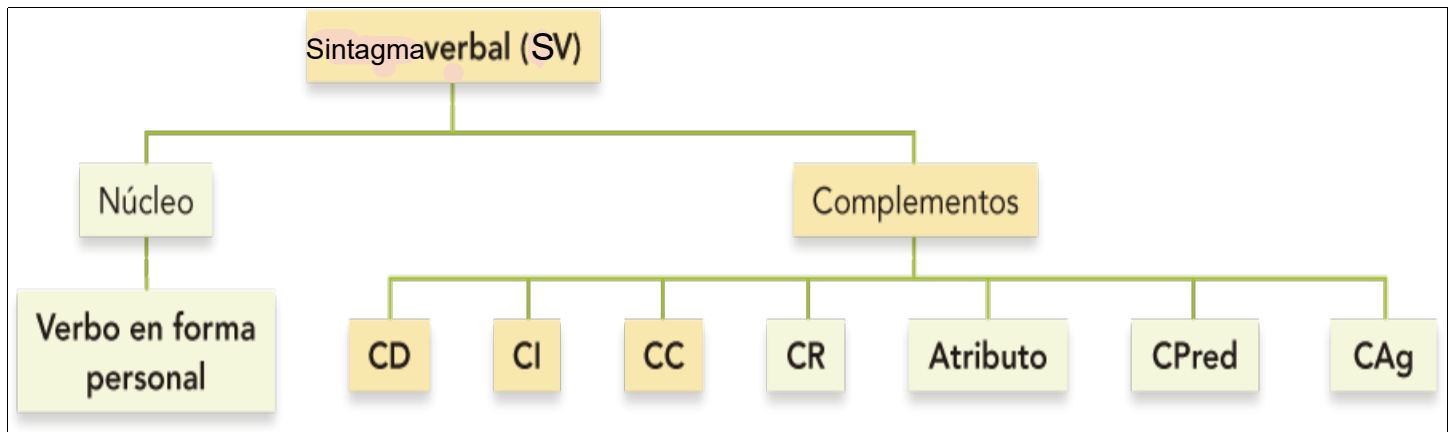 Sintagmaverbal (SV)
Núcleo
Complementos
Verbo en forma
personal
CD
CI
CC
CR
Atributo
CPred
CAg